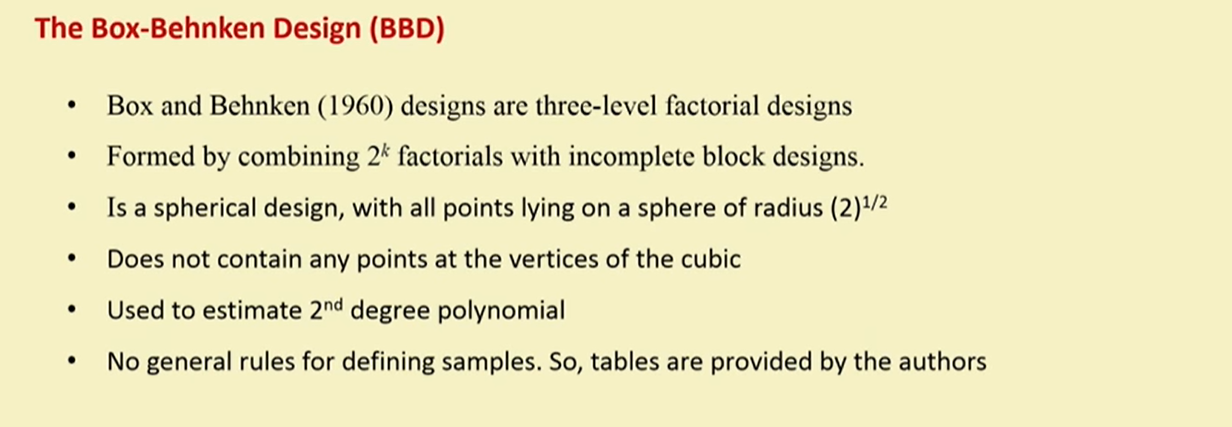 The Box-Behnken Design (BBD)
• Box and Behnken (1960) designs are three-level factorial designs
• Formed by combining 2ᵏ factorials with incomplete block designs.
• Is a spherical design, with all points lying on a sphere of radius (2)¹/²
• Does not contain any points at the vertices of the cubic
• Used to estimate 2ⁿᵈ degree polynomial
• No general rules for defining samples. So, tables are provided by the authors